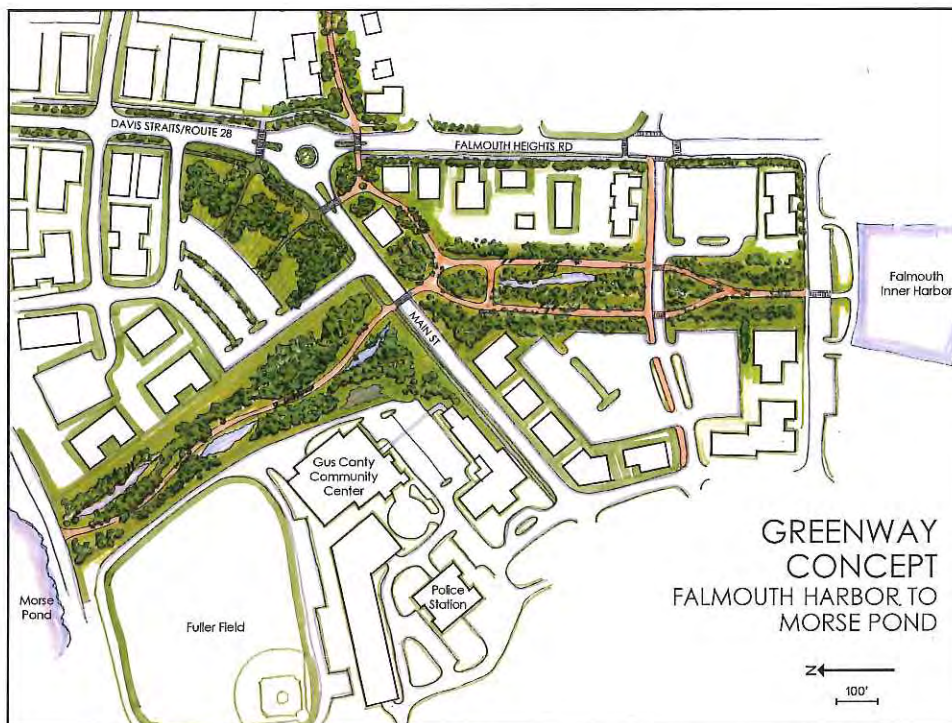 DAVIS STRAITS/ROUTE 28
FALMOUTH HEIGHTS RD
Falmouth
Inner Harbor
MAIN ST
Gus Canty
Community
Center
Police
Station
Morse
Pond
Fuller Field
GREENWAY
CONCEPT
FALMOUTH HARBOR TO
MORSE POND
N
100'